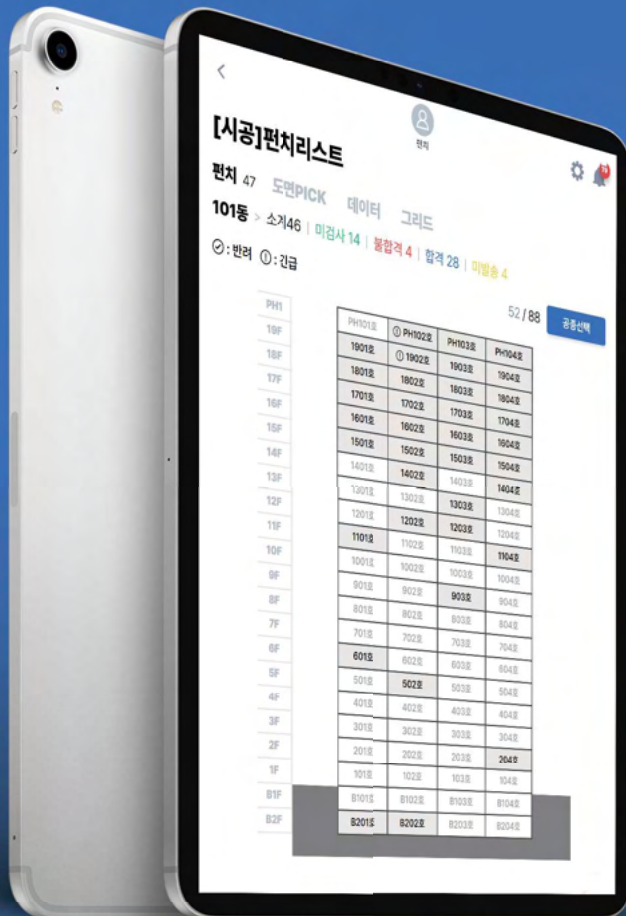 펀치
[시공]펀치리스트
펀치 47 도면PICK 데이터 그리드
101동 > 소계46 | 미검사 14 | 불합격 4 | 합격 28 | 미발송 4
: 반려 : 긴급
52 / 88 공종선택
PH1 PH101호 PH102호 PH103호 PH104호
19F 1901호 1902호 1903호 1904호
18F 1801호 1802호 1803호 1804호
17F 1701호 1702호 1703호 1704호
16F 1601호 1602호 1603호 1604호
15F 1501호 1502호 1503호 1504호
14F 1401호 1402호 1403호 1404호
13F 1301호 1302호 1303호 1304호
12F 1201호 1202호 1203호 1204호
11F 1101호 1102호 1103호 1104호
10F 1001호 1002호 1003호 1004호
9F 901호 902호 903호 904호
8F 801호 802호 803호 804호
7F 701호 702호 703호 704호
6F 601호 602호 603호 604호
5F 501호 502호 503호 504호
4F 401호 402호 403호 404호
3F 301호 302호 303호 304호
2F 201호 202호 203호 204호
1F 101호 102호 103호 104호
B1F B101호 B102호 B103호 B104호
B2F B201호 B202호 B203호 B204호